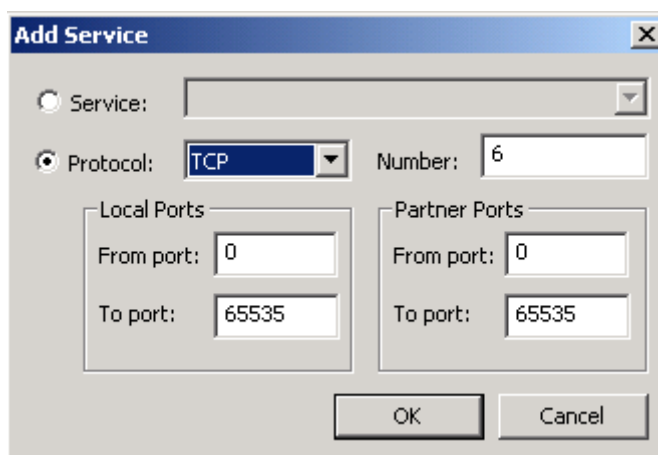 Add Service
Service:
Protocol: TCP Number: 6
Local Ports Partner Ports
From port: 0 From port: 0
To port: 65535 To port: 65535
OK Cancel